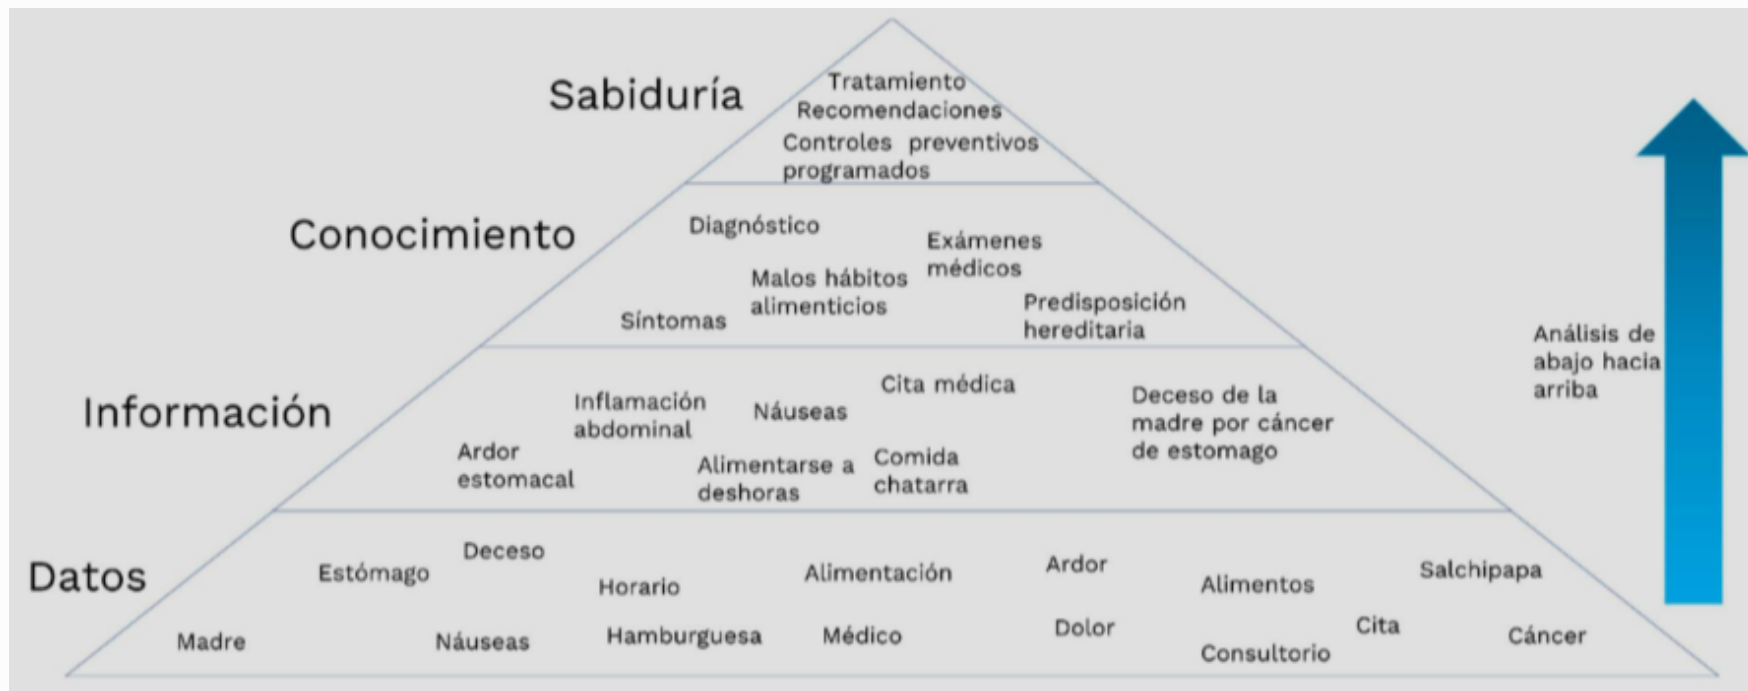 Sabiduría
Tratamiento
Recomendaciones
Controles preventivos
programados
Conocimiento
Diagnóstico
Exámenes
médicos
Malos hábitos
alimenticios
Síntomas
Predisposición
hereditaria
Análisis de
abajo hacia
arriba
Información
Inflamación
abdominal
Náuseas
Cita médica
Deceso de la
madre por cáncer
de estomago
Ardor
estomacal
Alimentarse a
deshoras
Comida
chatarra
Datos
Estómago
Deceso
Horario
Alimentación
Ardor
Alimentos
Salchipapa
Madre
Náuseas
Hamburguesa
Médico
Dolor
Consultorio
Cita
Cáncer